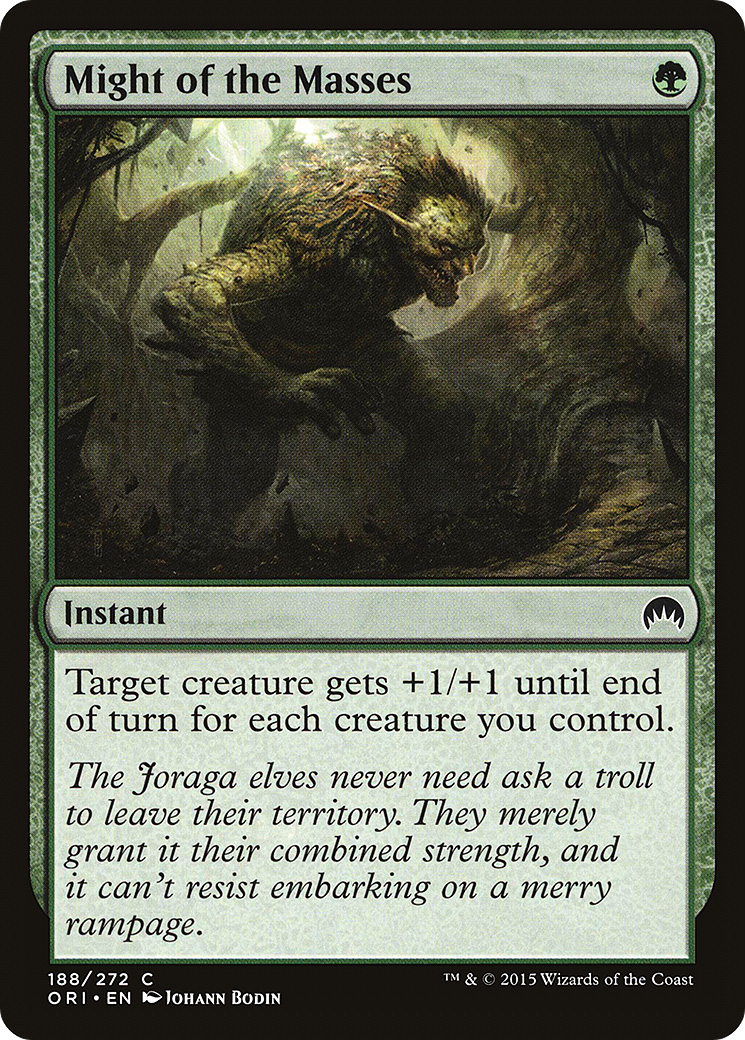 Might of the Masses
Instant
Target creature gets +1/+1 until end
of turn for each creature you control.
The Joraga elves never need ask a troll
to leave their territory. They merely
grant it their combined strength, and
it can't resist embarking on a merry
rampage.
188/272 C
ORI • EN Johann Bodin
™ & © 2015 Wizards of the Coast